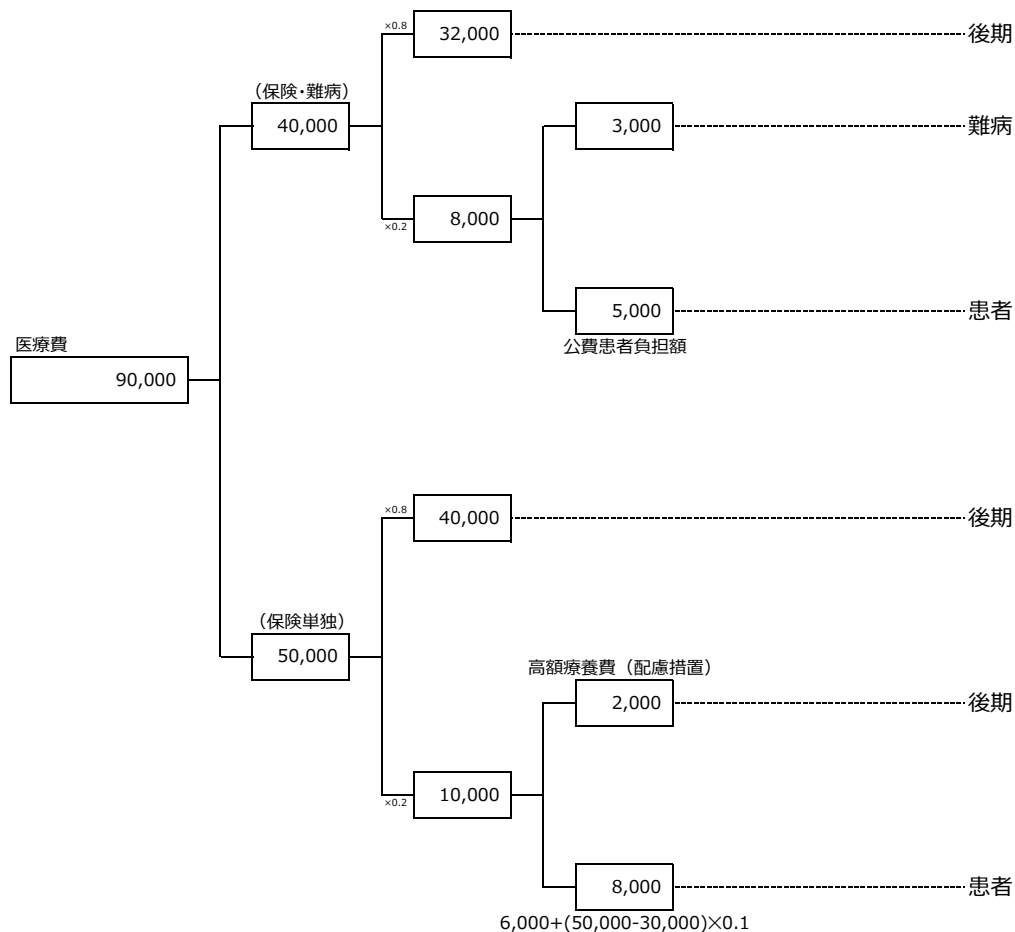 ×0.8
32,000
後期
（保険・難病）
40,000
3,000
難病
×0.2
8,000
5,000
患者
公費患者負担額
医療費
90,000
×0.8
40,000
後期
（保険単独）
50,000
高額療養費（配慮措置）
2,000
後期
×0.2
10,000
8,000
患者
6,000+(50,000-30,000)×0.1